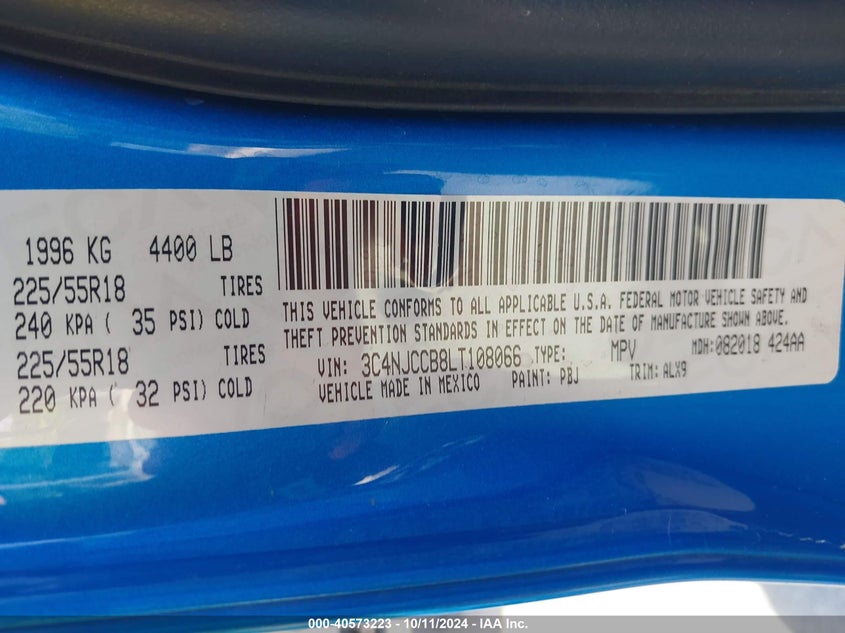 1996 KG 4400 LB
225/55R18 TIRES
240 KPA ( 35 PSI) COLD
225/55R18 TIRES
220 KPA ( 32 PSI) COLD
THIS VEHICLE CONFORMS TO ALL APPLICABLE U.S.A. FEDERAL MOTOR VEHICLE SAFETY AND
THEFT PREVENTION STANDARDS IN EFFECT ON THE DATE OF MANUFACTURE SHOWN ABOVE.
VIN: 3C4NJCCB8LT108066 TYPE: MPV MDH:082018 424AA
VEHICLE MADE IN MEXICO PAINT: PBJ TRIM: ALX9
000-40573223 - 10/11/2024 - IAA Inc.